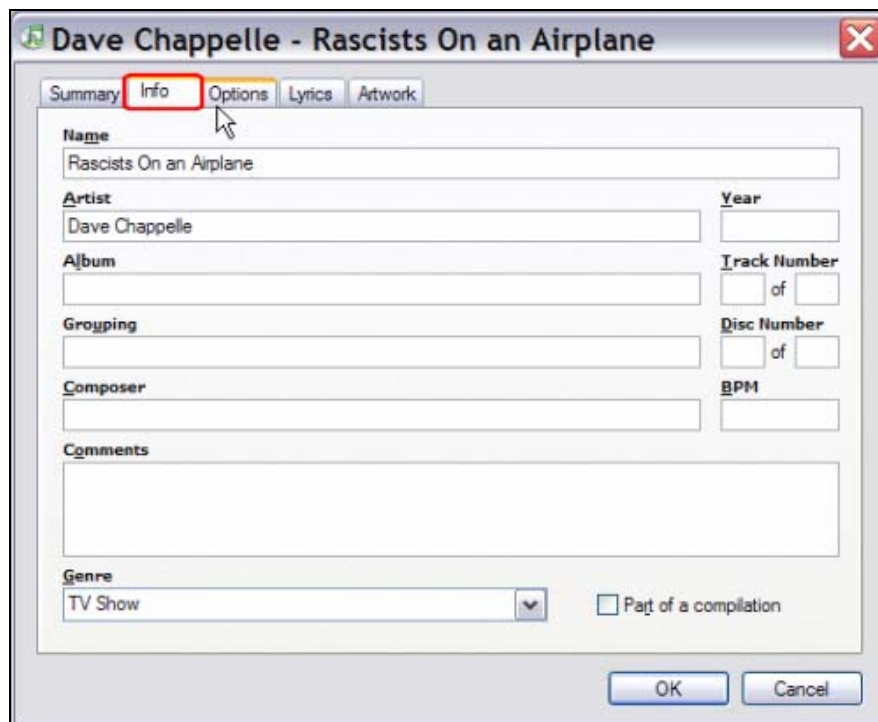 Dave Chappelle - Rascists On an Airplane
Summary Info Options Lyrics Artwork
Name
Rascists On an Airplane
Artist Year
Dave Chappelle
Album Track Number
of
Grouping Disc Number
of
Composer BPM
Comments
Genre
TV Show Part of a compilation
OK Cancel